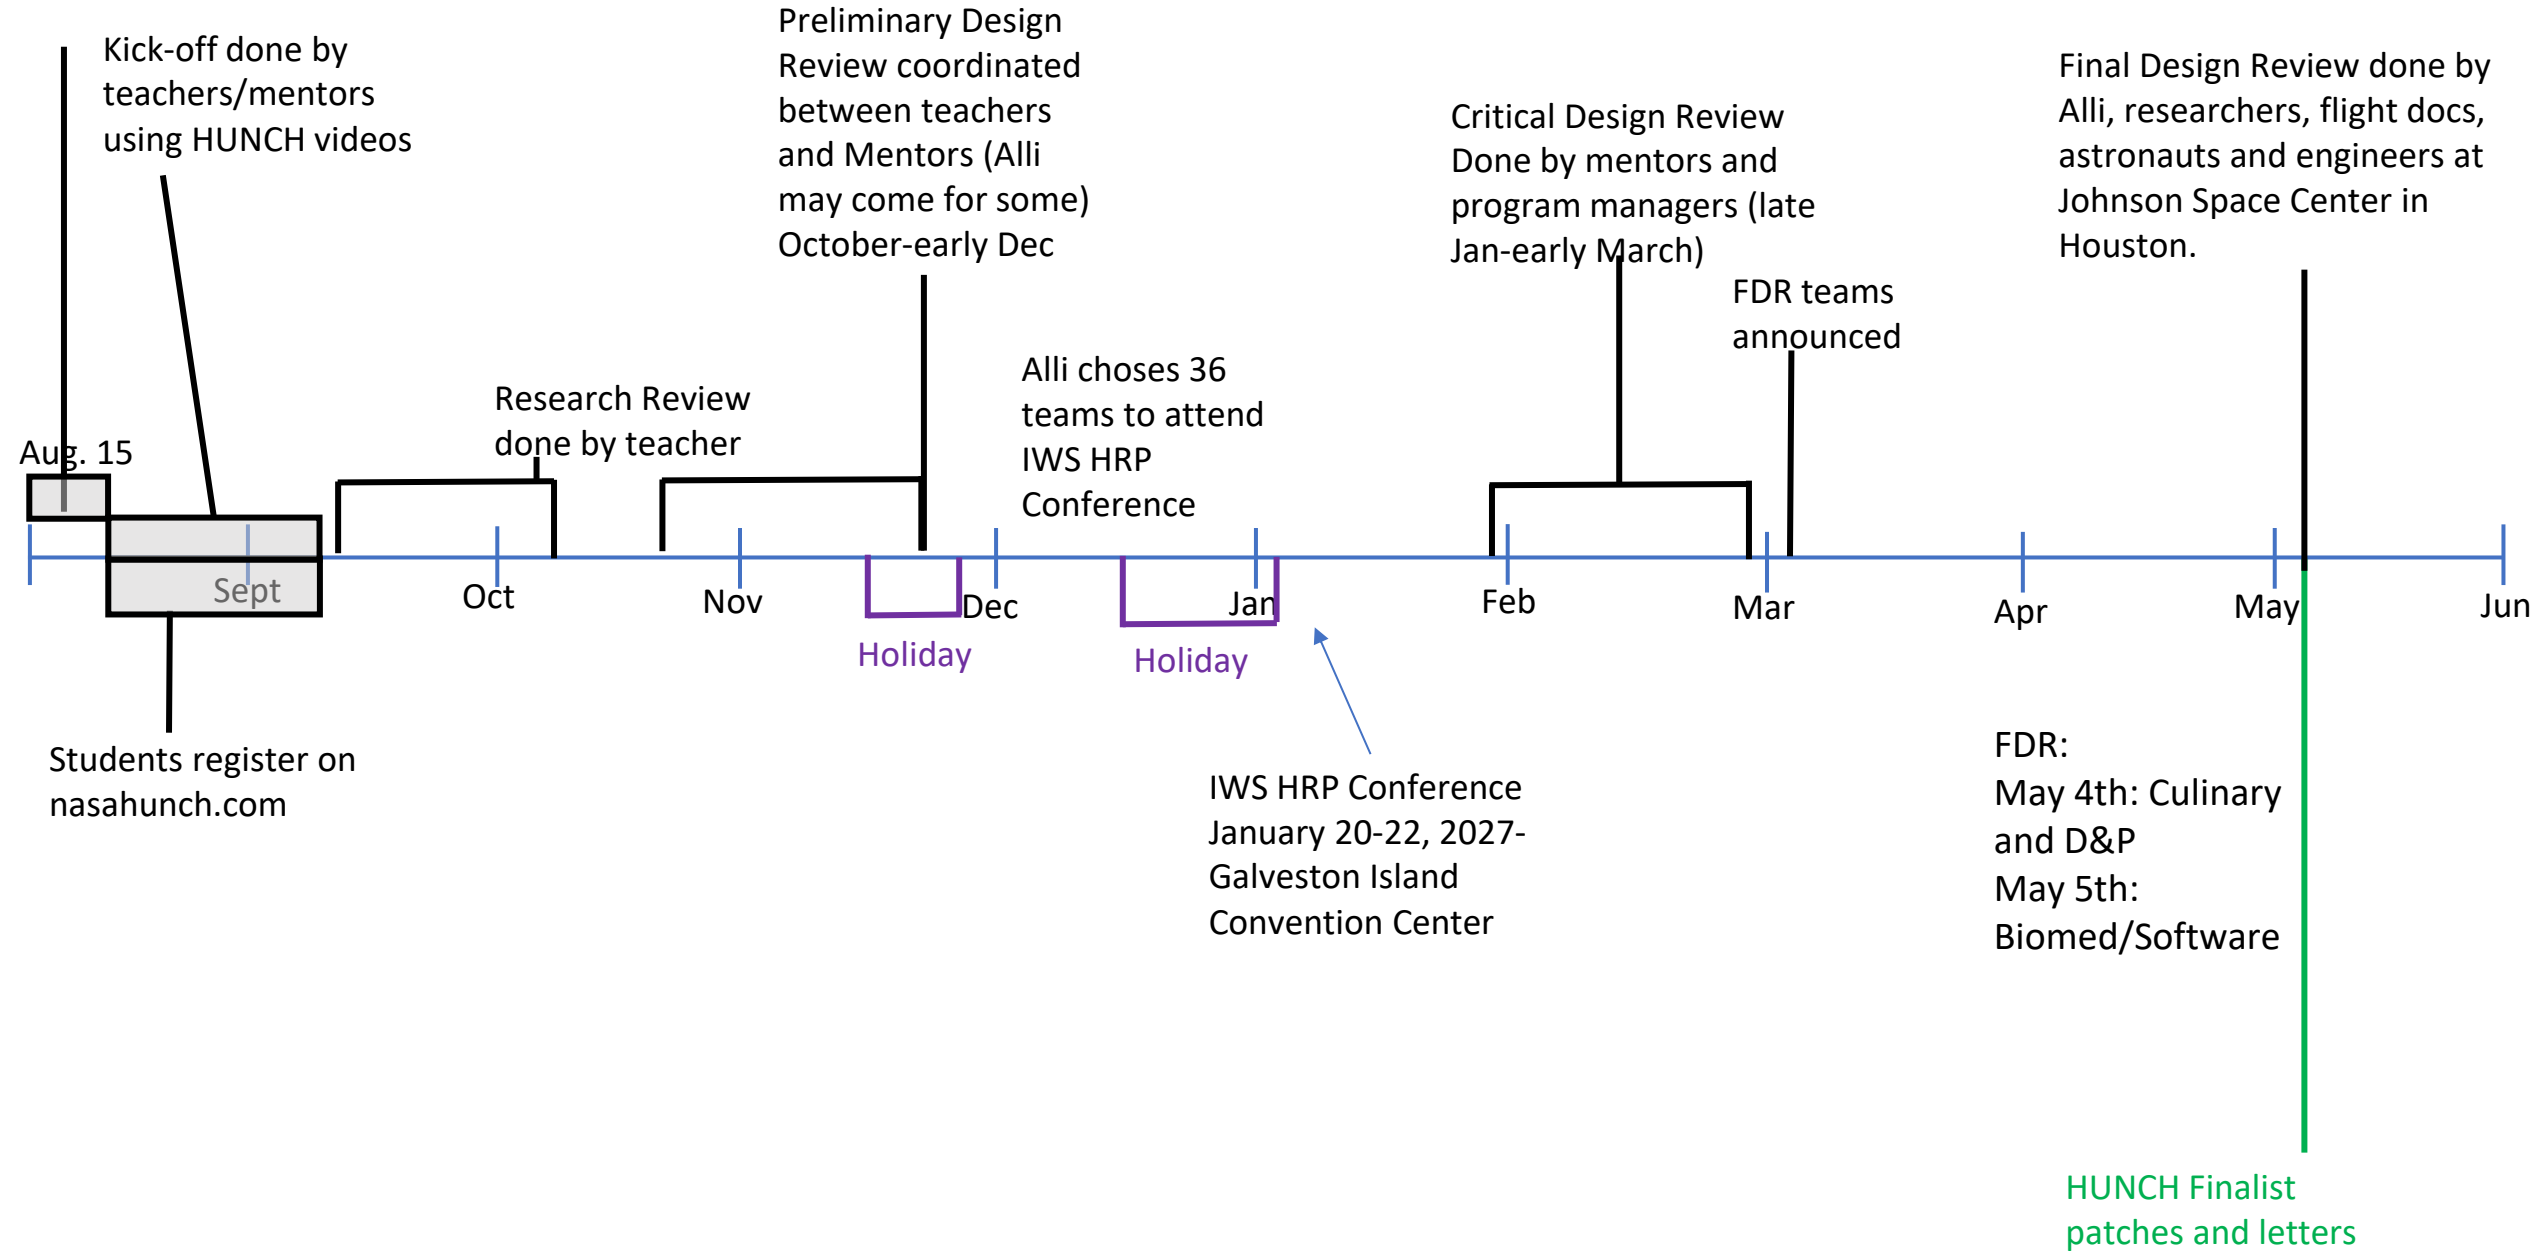 Kick-off done by
teachers/mentors
using HUNCH videos
Preliminary Design
Review coordinated
between teachers
and Mentors (Alli
may come for some)
October-early Dec
Critical Design Review
Done by mentors and
program managers (late
Jan-early March)
Final Design Review done by
Alli, researchers, flight docs,
astronauts and engineers at
Johnson Space Center in
Houston.
FDR teams
announced
Alli choses 36
teams to attend
IWS HRP
Conference
Research Review
done by teacher
Aug. 15
Sept
Oct
Nov
Dec
Jan
Feb
Mar
Apr
May
Jun
Holiday
Holiday
Students register on
nasahunch.com
IWS HRP Conference
January 20-22, 2027-
Galveston Island
Convention Center
FDR:
May 4th: Culinary
and D&P
May 5th:
Biomed/Software
HUNCH Finalist
patches and letters